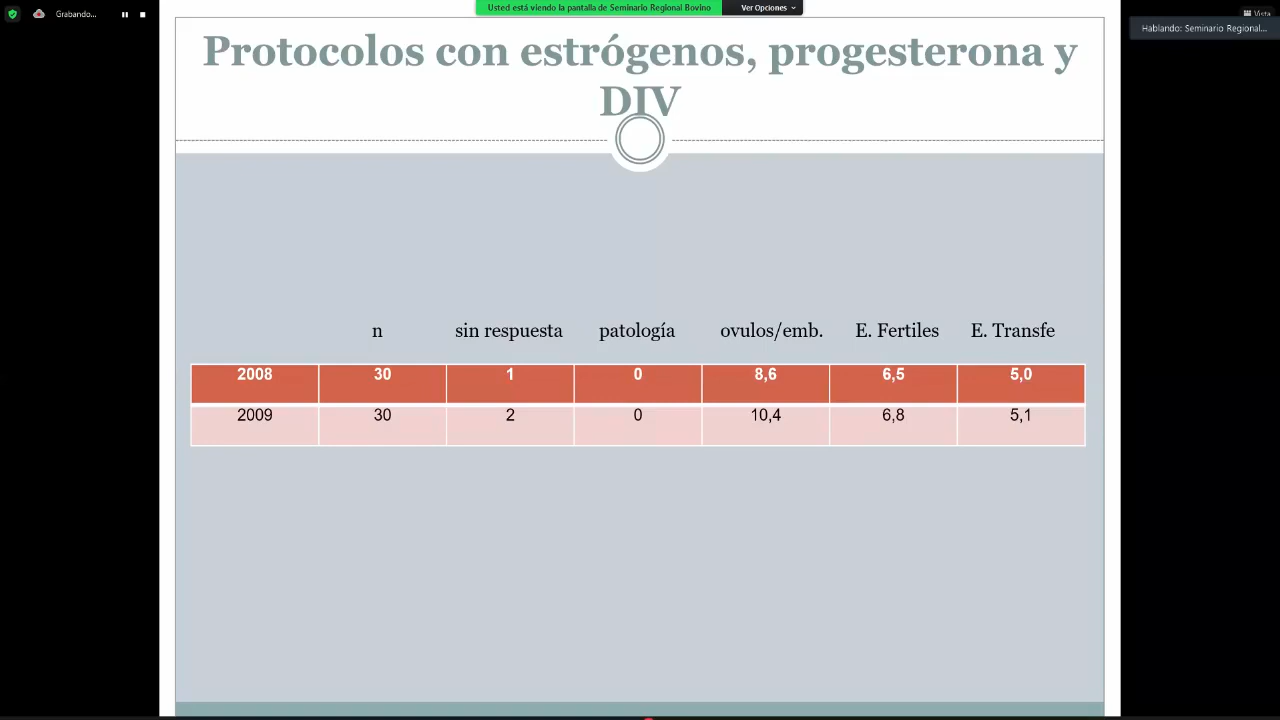 Grabando...
Usted está viendo la pantalla de Seminario Regional Bovino
Ver Opciones
Vista
Hablando: Seminario Regional...
Protocolos con estrógenos, progesterona y
DIV
n sin respuesta patología ovulos/emb. E. Fertiles E. Transfe
2008 30 1 0 8,6 6,5 5,0
2009 30 2 0 10,4 6,8 5,1